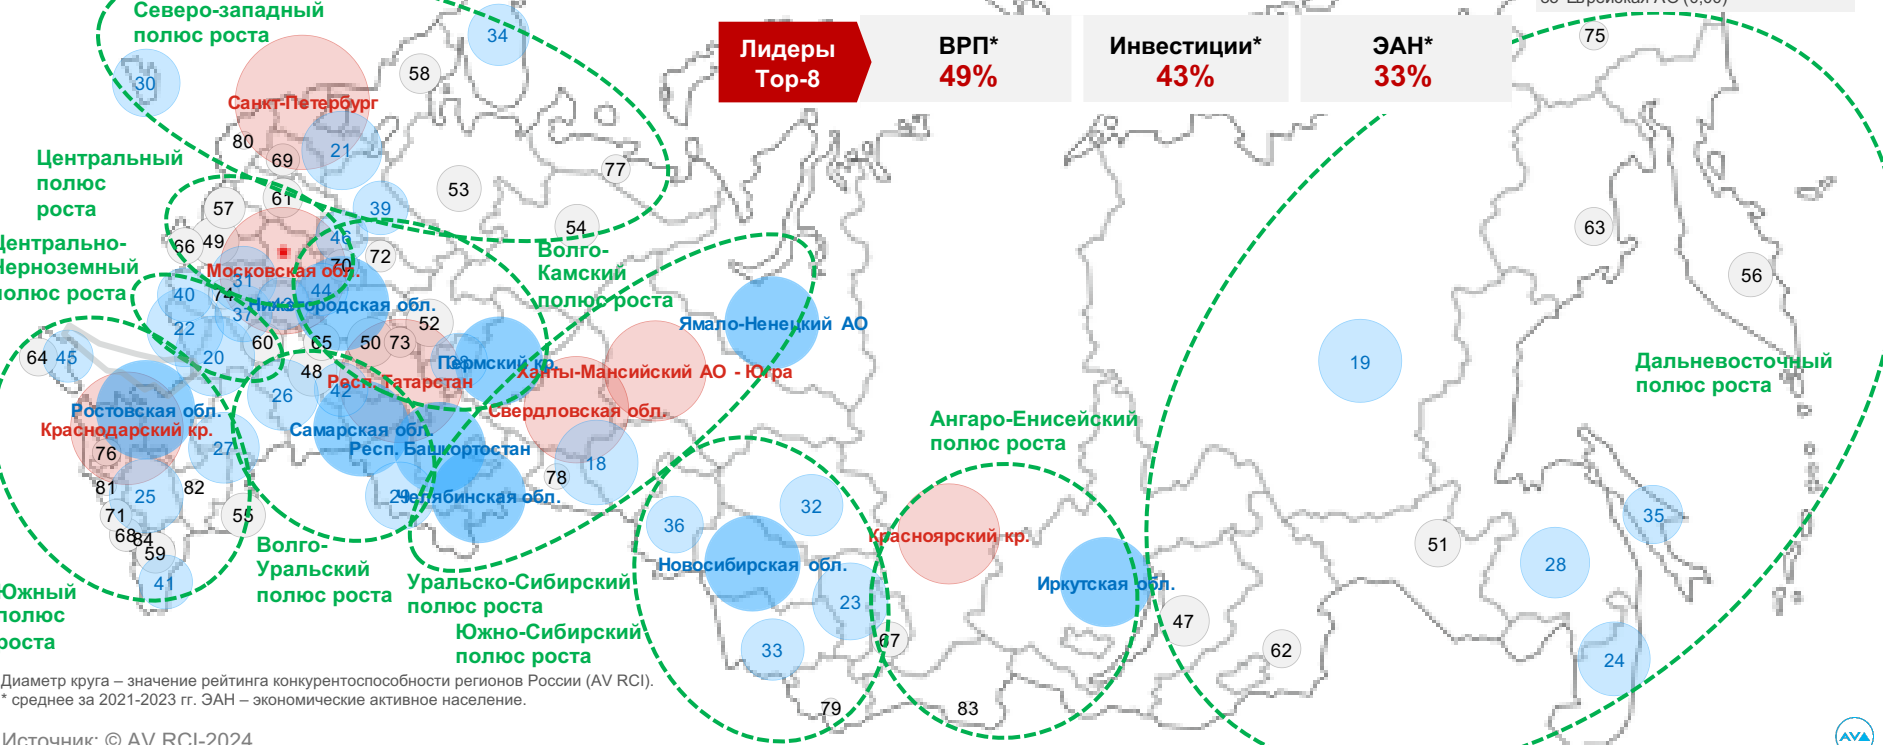 Северо-западный
полюс роста
34
58
30
Санкт-Петербург
80
69
21
Лидеры
Top-8
ВРП*
49%
Инвестиции*
43%
ЭАН*
33%
75
Центральный
полюс
роста
57
61
39
53
77
54
66
49
46
72
70
63
56
Центрально-
Черноземный
полюс роста
Московская обл.
31
40
74
44
43
Нижегородская обл.
37
22
Волго-
Камский
полюс роста
Ямало-Ненецкий АО
52
64
45
20
60
65
50
73
Пермский кр.
48
Респ. Татарстан
Ханты-Мансийский АО - Югра
19
Дальневосточный
полюс роста
26
42
Ростовская обл.
Краснодарский кр.
Свердловская обл.
Самарская обл.
Респ. Башкортостан
27
76
Ангаро-Енисейский
полюс роста
18
78
81
25
82
29
Челябинская обл.
71
55
68
84
59
41
32
36
Красноярский кр.
Новосибирская обл.
Иркутская обл.
51
28
35
Волго-
Уральский
полюс роста
Уральско-Сибирский
полюс роста
Южный
полюс
роста
Южно-Сибирский
полюс роста
23
33
67
47
62
24
79
83
Диаметр круга – значение рейтинга конкурентоспособности регионов России (AV RCI).
* среднее за 2021-2023 гг. ЭАН – экономические активное население.
Источник: © AV RCI-2024
AVA